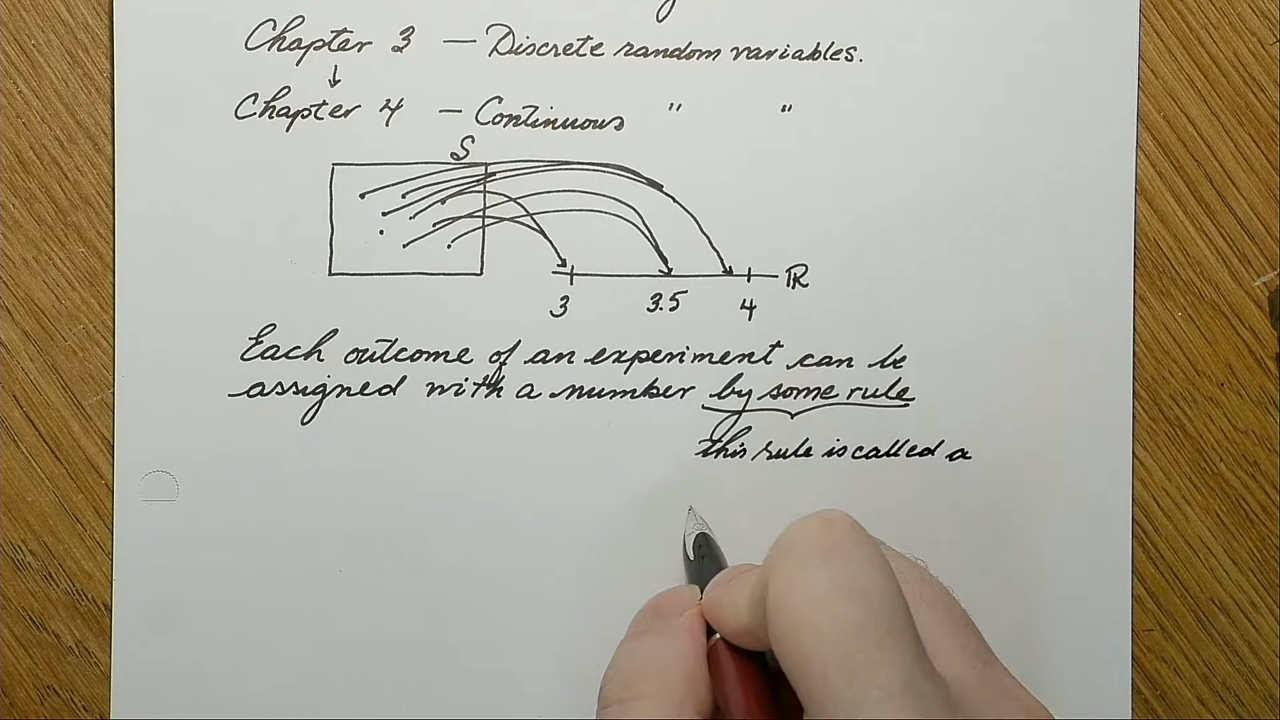 Chapter 3 — Discrete random variables.
↓
Chapter 4 — Continuous " "
S
ℝ
3 3.5 4
Each outcome of an experiment can be
assigned with a number by some rule
this rule is called a